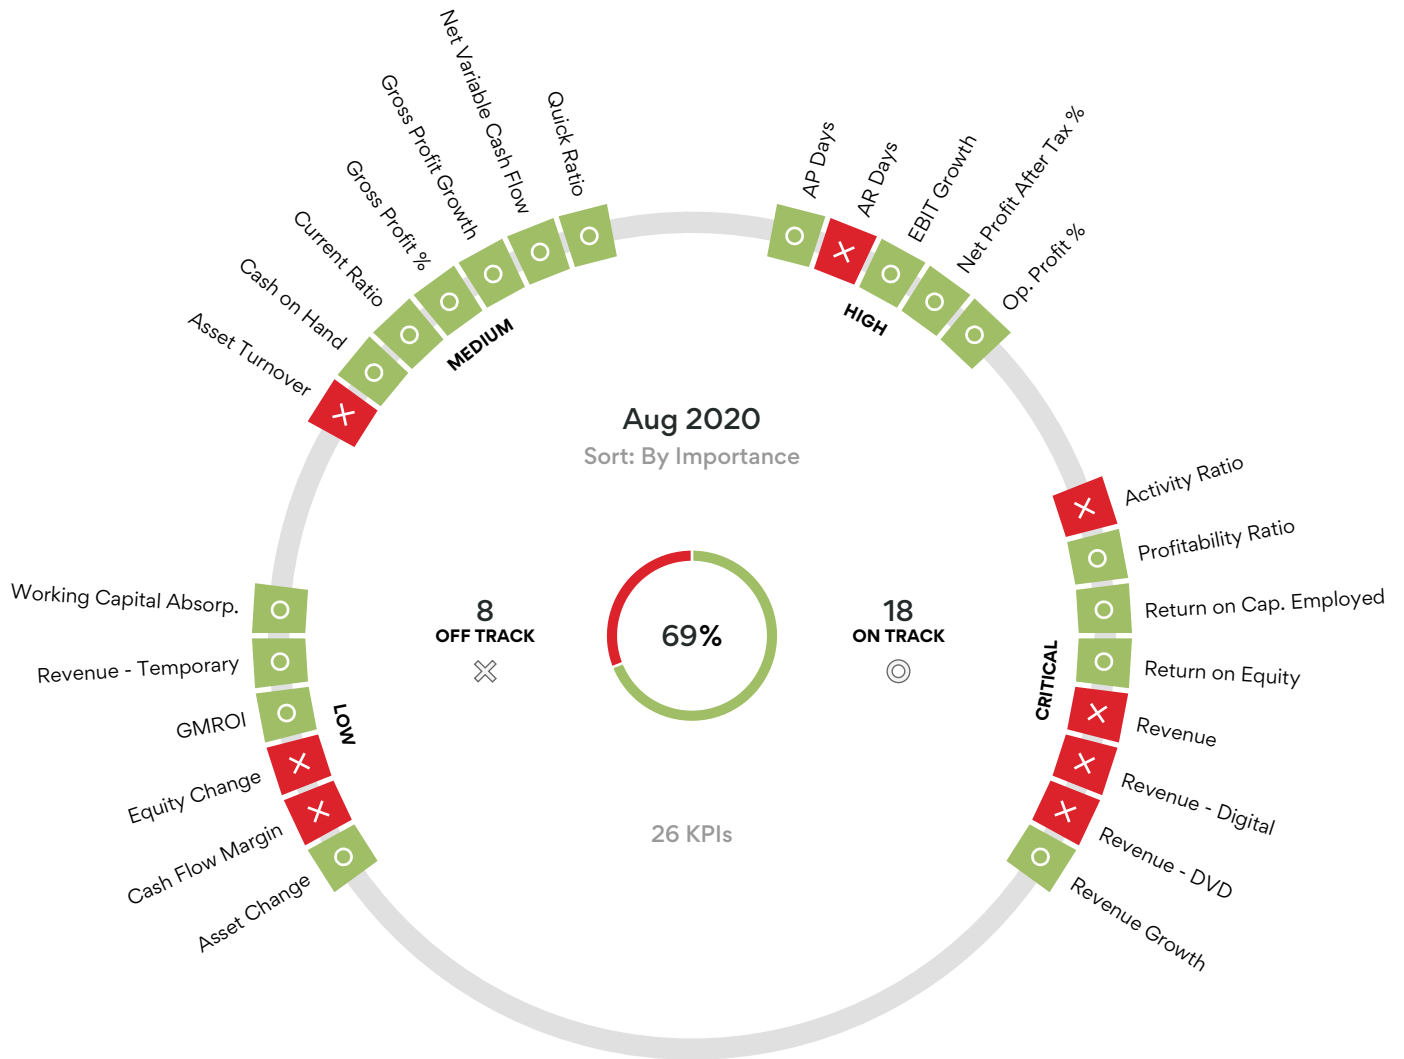 Net Variable Cash Flow
Gross Profit Growth
Quick Ratio
Gross Profit %
Current Ratio
Cash on Hand
Asset Turnover
MEDIUM
AP Days
AR Days
EBIT Growth
Net Profit After Tax %
Op. Profit %
HIGH
Aug 2020
Sort: By Importance
8
OFF TRACK
69%
18
ON TRACK
26 KPIs
Activity Ratio
Profitability Ratio
Return on Cap. Employed
Return on Equity
Revenue
Revenue - Digital
Revenue - DVD
Revenue Growth
CRITICAL
Working Capital Absorp.
Revenue - Temporary
GMROI
Equity Change
Cash Flow Margin
Asset Change
LOW